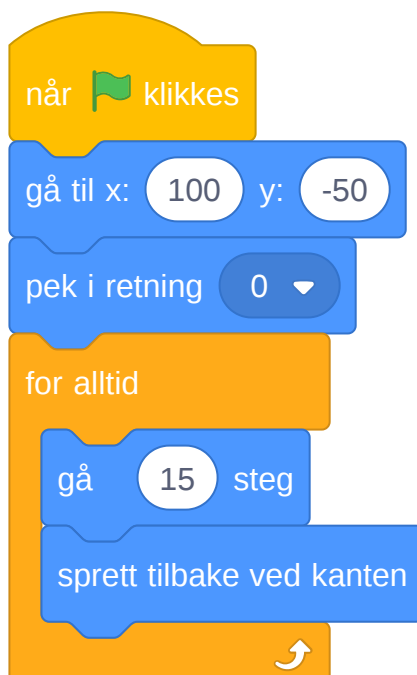 når klikkes
gå til x: 100 y: -50
pek i retning 0
for alltid
gå 15 steg
sprett tilbake ved kanten